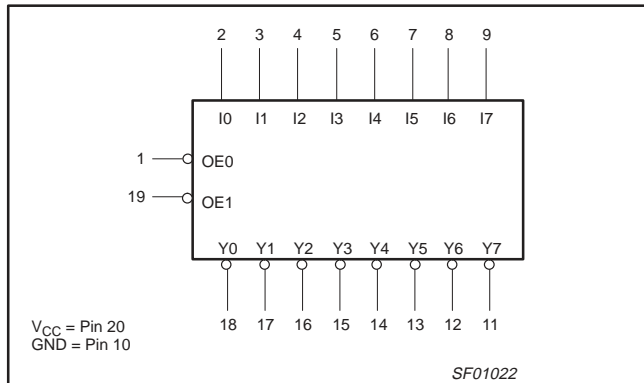 2 3 4 5 6 7 8 9
I0 I1 I2 I3 I4 I5 I6 I7
1 OE0
19 OE1
Y0 Y1 Y2 Y3 Y4 Y5 Y6 Y7
18 17 16 15 14 13 12 11
VCC = Pin 20
GND = Pin 10
SF01022